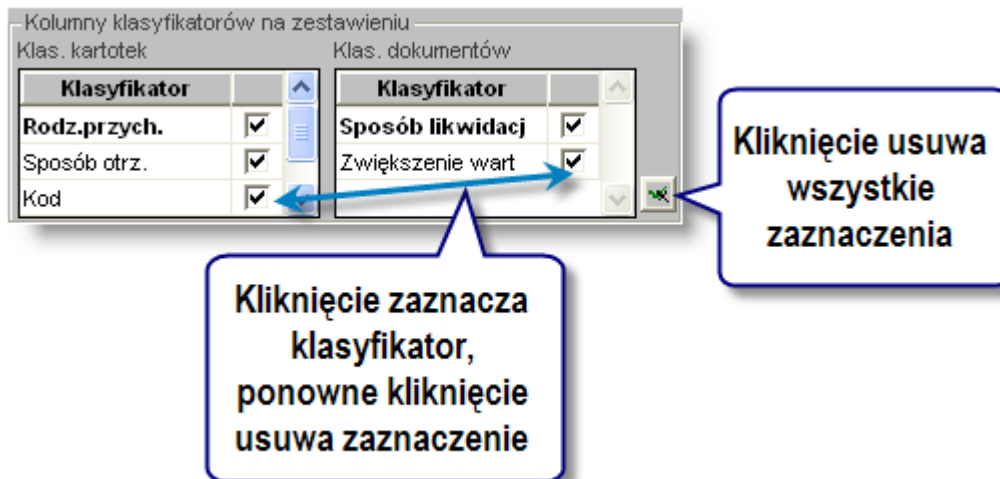 Kolumny klasyfikatorów na zestawieniu
Klas. kartotek
Klasyfikator
Rodz.przych.
Sposób otrz.
Kod
Klas. dokumentów
Klasyfikator
Sposób likwidacj
Zwiększenie wart
Kliknięcie usuwa
wszystkie
zaznaczenia
Kliknięcie zaznacza
klasyfikator,
ponowne kliknięcie
usuwa zaznaczenie